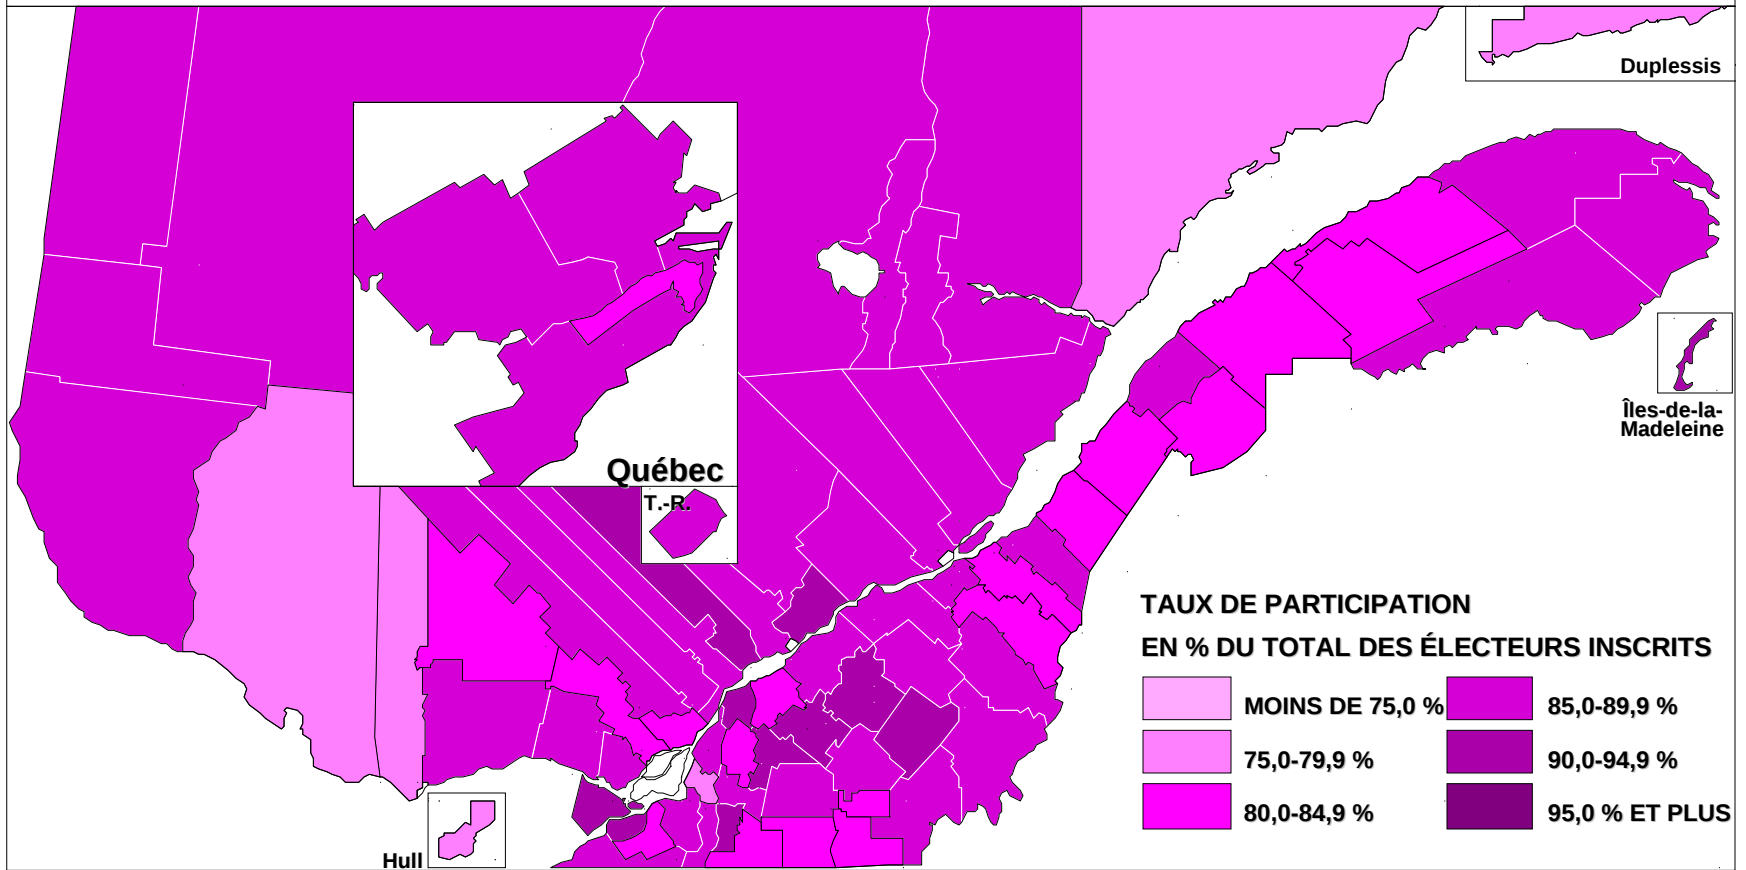 Duplessis
Îles-de-la-
Madeleine
Québec
T.-R.
Hull
TAUX DE PARTICIPATION
EN % DU TOTAL DES ÉLECTEURS INSCRITS
MOINS DE 75,0 %
75,0-79,9 %
80,0-84,9 %
85,0-89,9 %
90,0-94,9 %
95,0 % ET PLUS